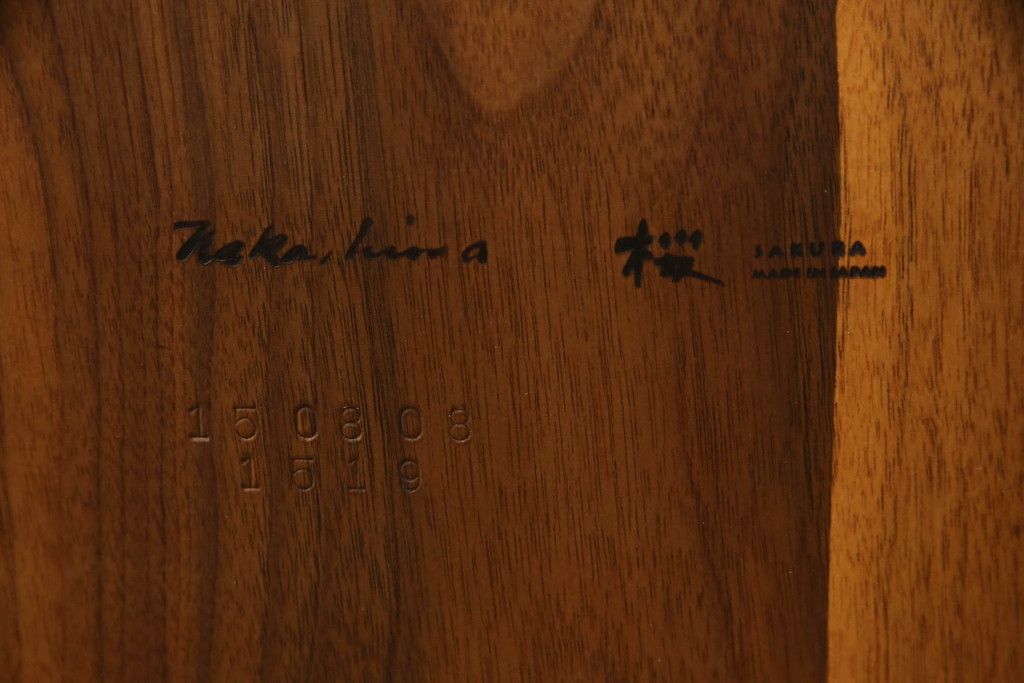 Nakashima
桜 SAKURA
MADE IN JAPAN
150808
1519